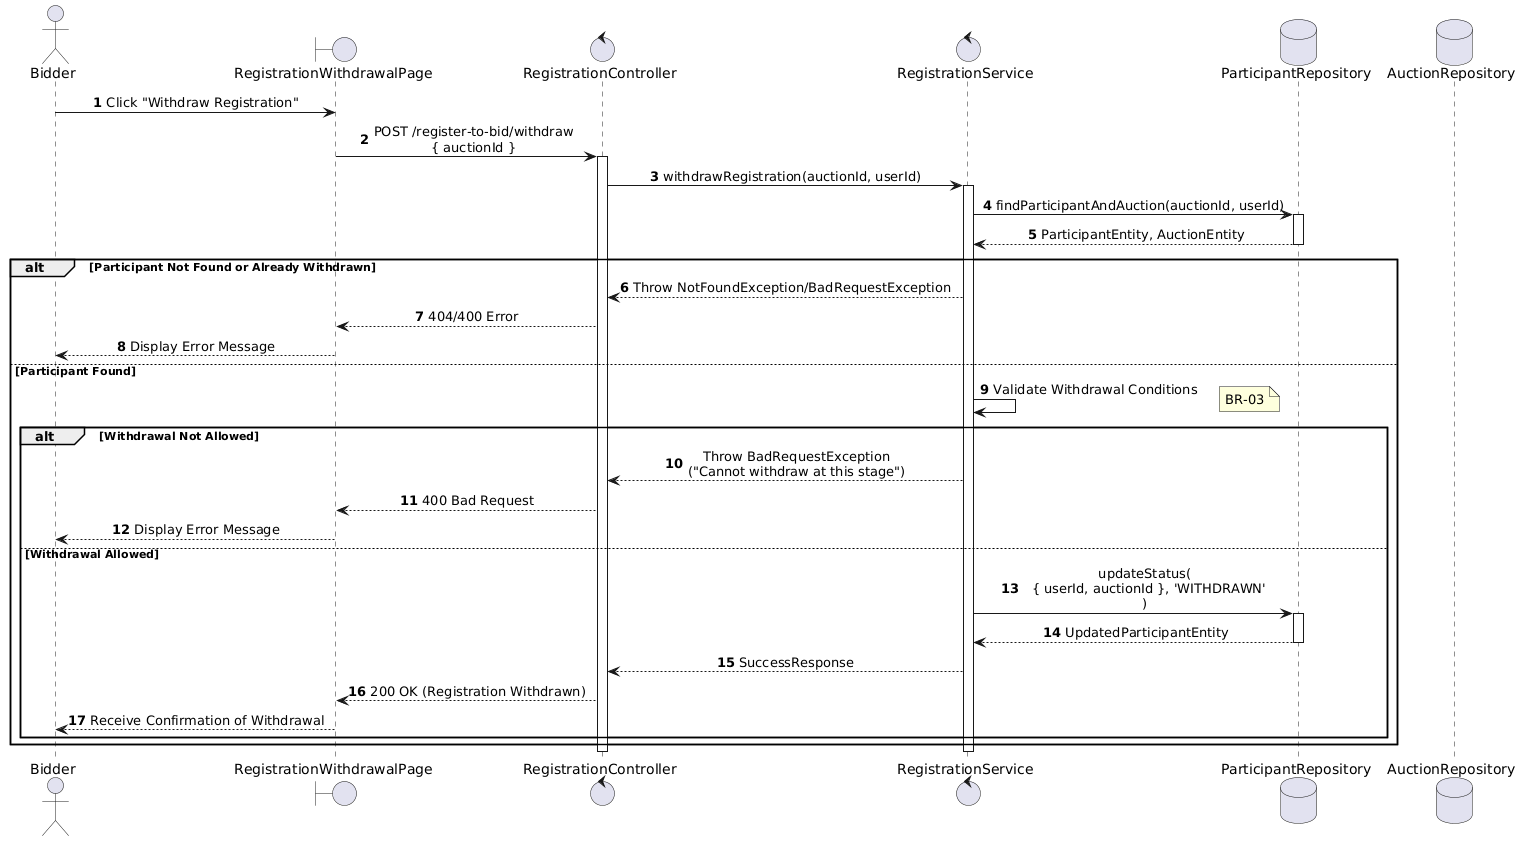 Bidder
RegistrationWithdrawalPage
RegistrationController
RegistrationService
ParticipantRepository
AuctionRepository
1 Click "Withdraw Registration"
2 POST /register-to-bid/withdraw
{ auctionId }
3 withdrawRegistration(auctionId, userId)
4 findParticipantAndAuction(auctionId, userId)
5 ParticipantEntity, AuctionEntity
alt [Participant Not Found or Already Withdrawn]
6 Throw NotFoundException/BadRequestException
7 404/400 Error
8 Display Error Message
[Participant Found]
9 Validate Withdrawal Conditions
BR-03
alt [Withdrawal Not Allowed]
10 Throw BadRequestException
("Cannot withdraw at this stage")
11 400 Bad Request
12 Display Error Message
[Withdrawal Allowed]
13 updateStatus(
{ userId, auctionId }, 'WITHDRAWN'
)
14 UpdatedParticipantEntity
15 SuccessResponse
16 200 OK (Registration Withdrawn)
17 Receive Confirmation of Withdrawal
Bidder
RegistrationWithdrawalPage
RegistrationController
RegistrationService
ParticipantRepository
AuctionRepository